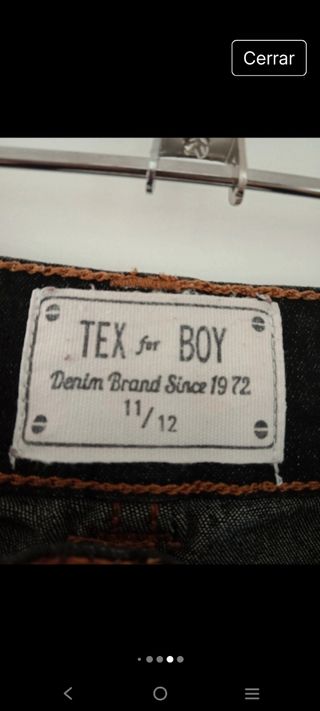 Cerrar
TEX for BOY
Denim Brand Since 1972
11/12